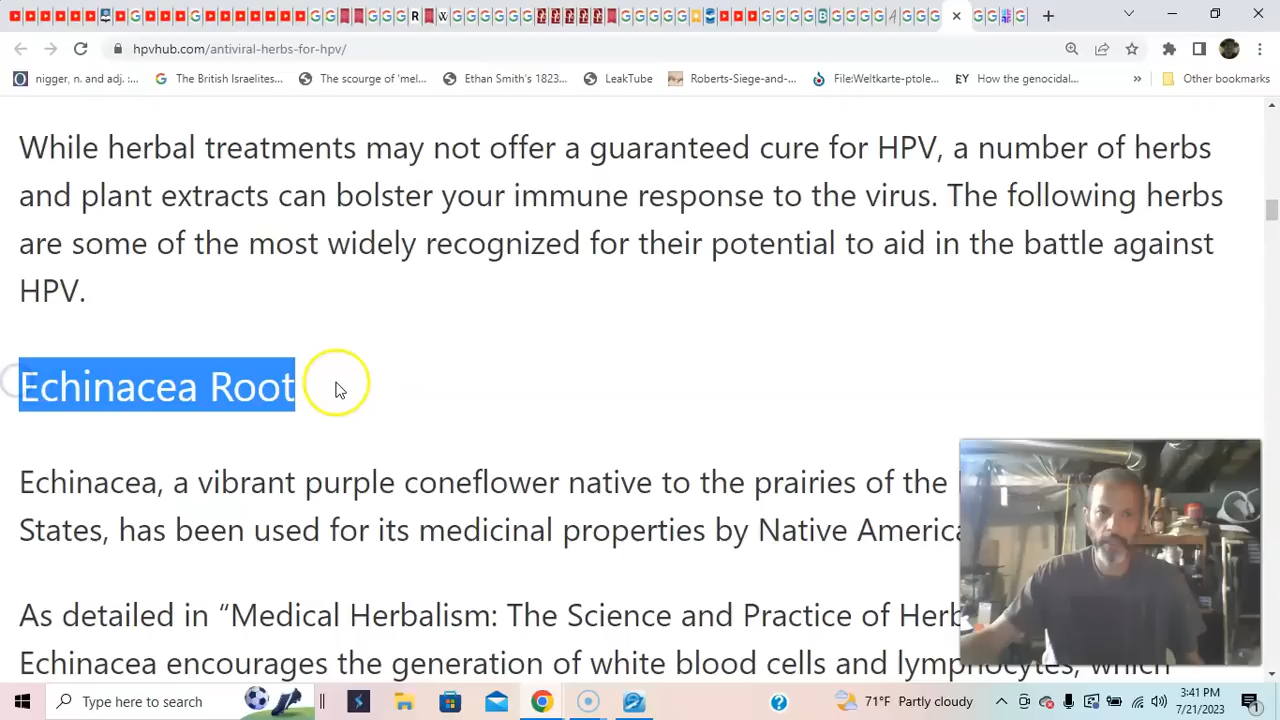 hpvhub.com/antiviral-herbs-for-hpv/
nigger, n. and adj. :...
The British Israelites...
The scourge of 'mel...
Ethan Smith's 1823...
LeakTube
Roberts-Siege-and-...
File:Weltkarte-ptole...
EY How the genocidal...
» Other bookmarks
While herbal treatments may not offer a guaranteed cure for HPV, a number of herbs
and plant extracts can bolster your immune response to the virus. The following herbs
are some of the most widely recognized for their potential to aid in the battle against
HPV.
Echinacea Root
Echinacea, a vibrant purple coneflower native to the prairies of the
States, has been used for its medicinal properties by Native America
As detailed in “Medical Herbalism: The Science and Practice of Herb
Echinacea encourages the generation of white blood cells and lymphocytes, which
Type here to search
71°F Partly cloudy
3:41 PM
7/21/2023